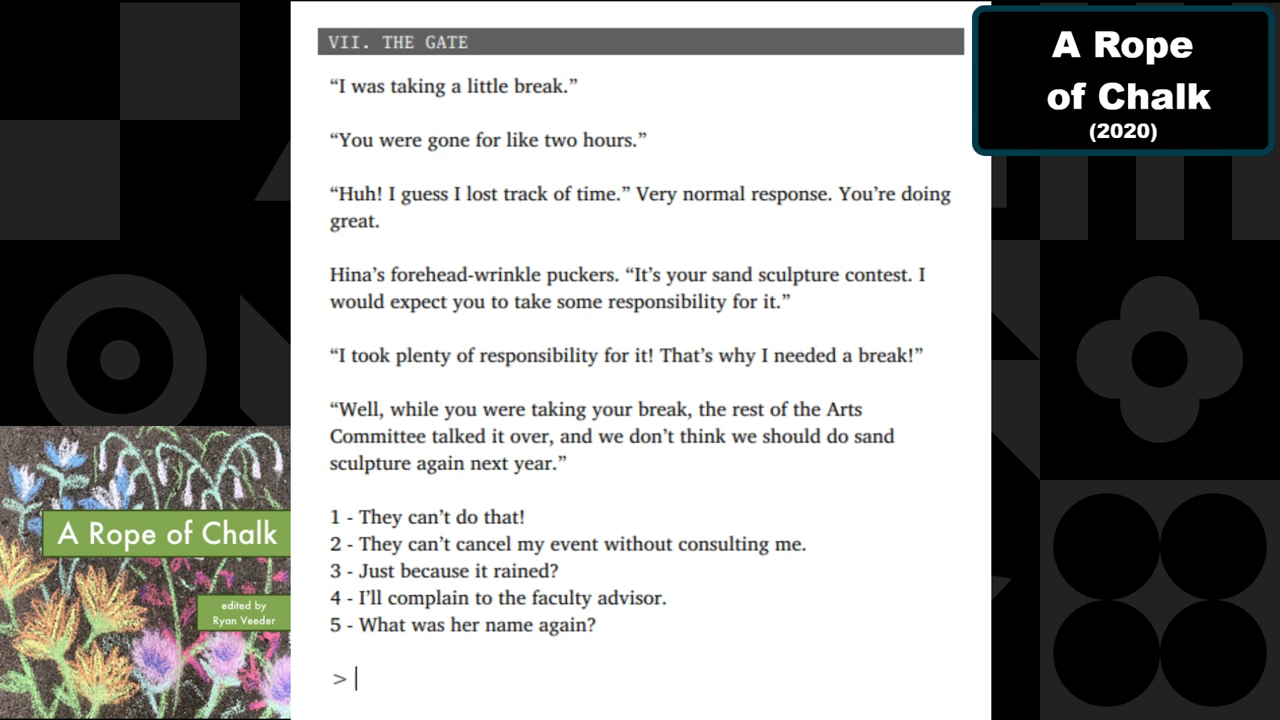 VII. THE GATE
“I was taking a little break.”
“You were gone for like two hours.”
“Huh! I guess I lost track of time.” Very normal response. You’re doing
great.
Hina’s forehead-wrinkle puckers. “It’s your sand sculpture contest. I
would expect you to take some responsibility for it.”
“I took plenty of responsibility for it! That’s why I needed a break!”
“Well, while you were taking your break, the rest of the Arts
Committee talked it over, and we don’t think we should do sand
sculpture again next year.”
1 - They can’t do that!
2 - They can’t cancel my event without consulting me.
3 - Just because it rained?
4 - I’ll complain to the faculty advisor.
5 - What was her name again?
>
A Rope
of Chalk
(2020)
A Rope of Chalk
edited by
Ryan Veeder